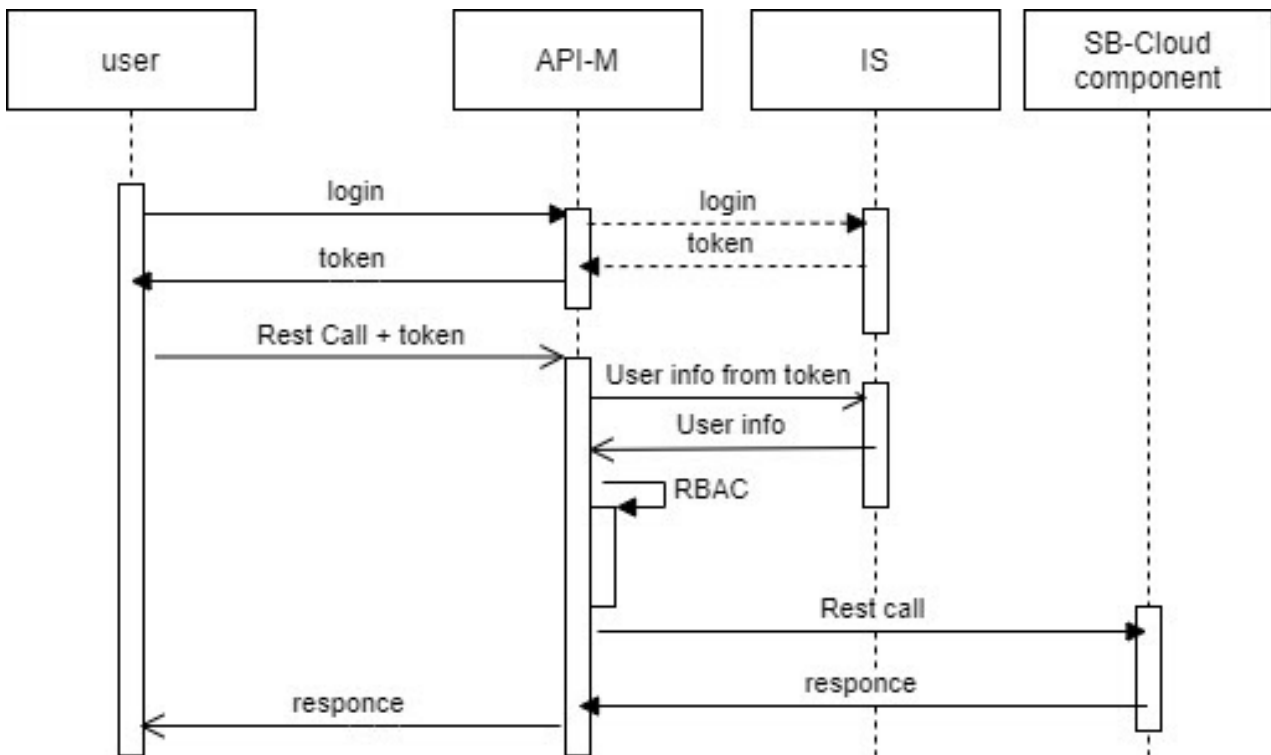 user
API-M
IS
SB-Cloud
component
login
login
token
token
Rest Call + token
User info from token
User info
RBAC
Rest call
responce
responce